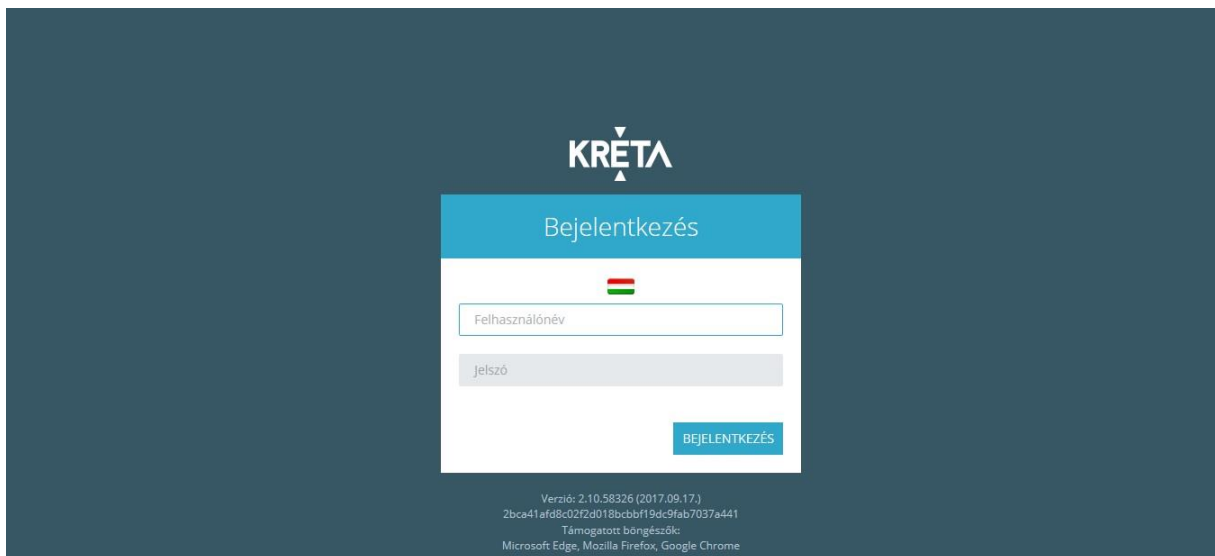 KRÉTA
Bejelentkezés
Felhasználónév
Jelszó
BEJELENTKEZÉS
Verzió: 2.10.58326 (2017.09.17.)
2bca41afd8c02f2d018bcbbf19dc9fab7037a441
Támogatott böngészők:
Microsoft Edge, Mozilla Firefox, Google Chrome